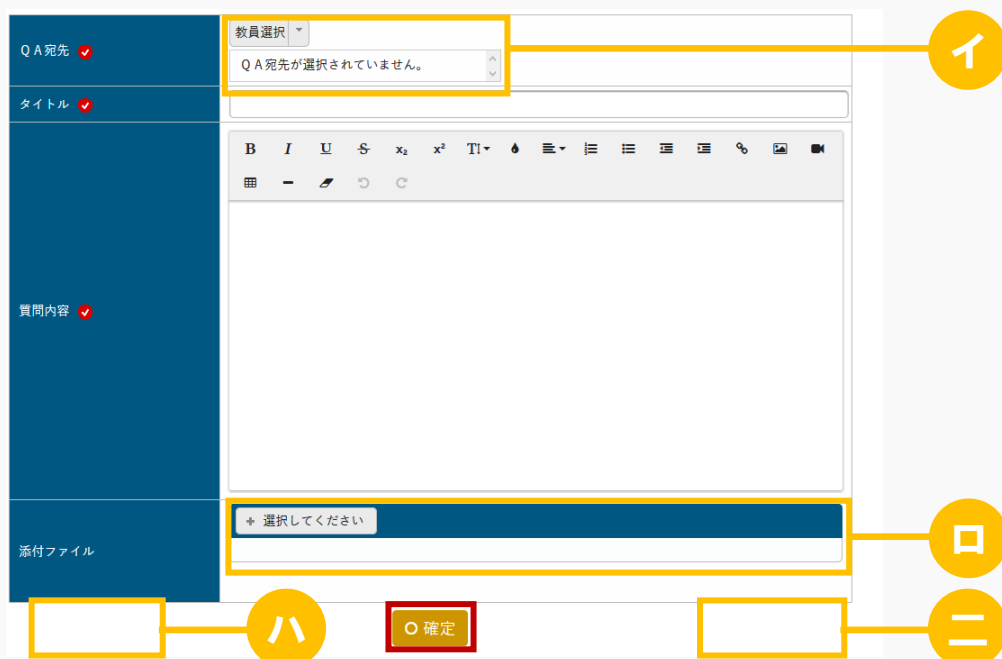 教員選択
イ
QA宛先
QA宛先が選択されていません。
タイトル
B I U S x₂ x² T
質問内容
+ 選択してください
ロ
添付ファイル
ハ
確定
ニ